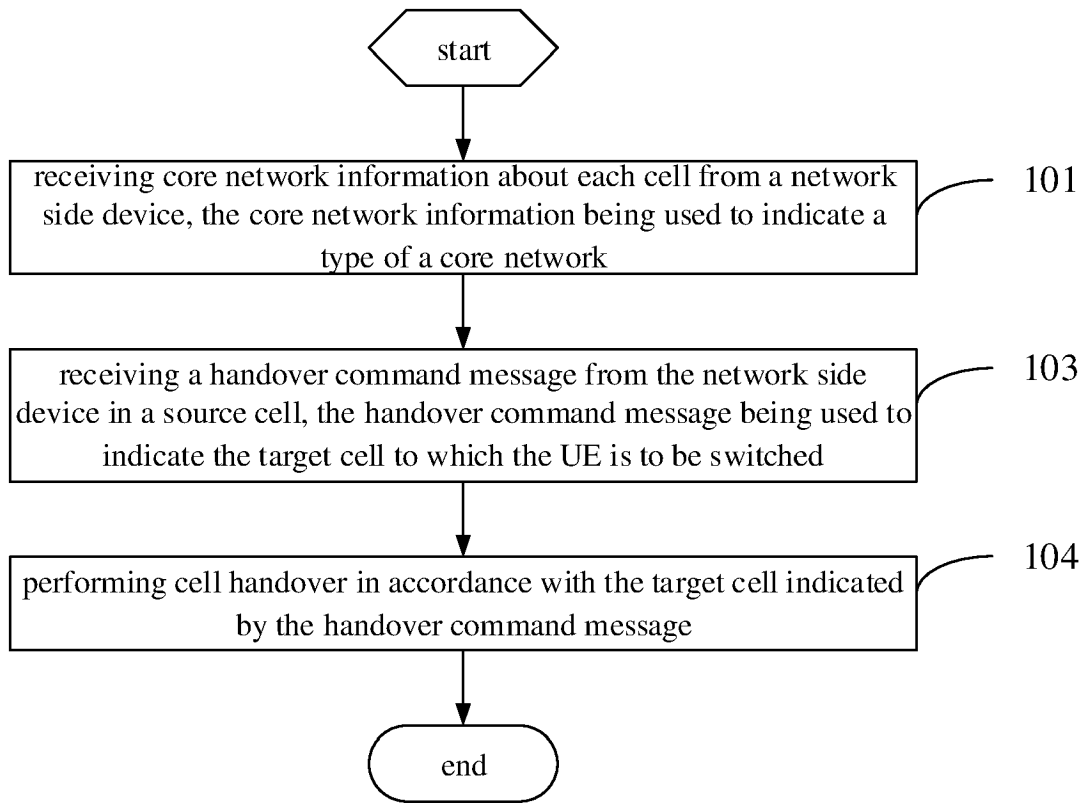 start
receiving core network information about each cell from a network
side device, the core network information being used to indicate a
type of a core network
101
receiving a handover command message from the network side
device in a source cell, the handover command message being used to
indicate the target cell to which the UE is to be switched
103
performing cell handover in accordance with the target cell indicated
by the handover command message
104
end